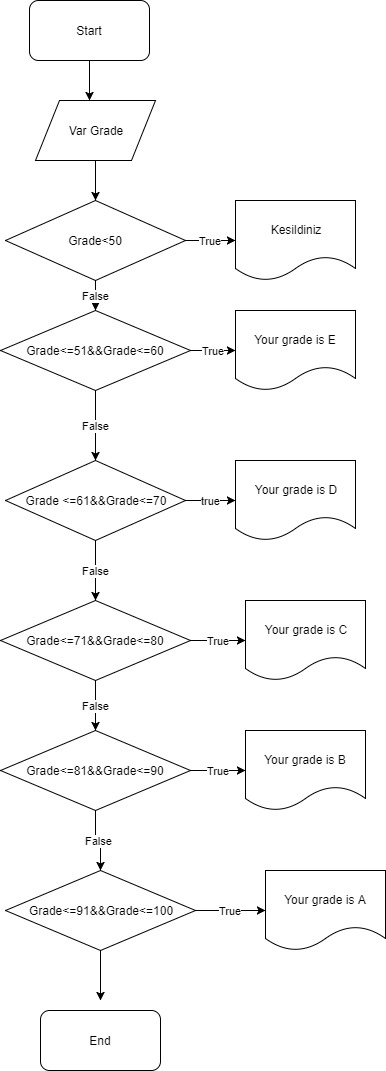 Start
Var Grade
Grade<50
True
Kesildiniz
False
Grade<=51&&Grade<=60
True
Your grade is E
False
Grade <=61&&Grade<=70
true
Your grade is D
False
Grade<=71&&Grade<=80
True
Your grade is C
False
Grade<=81&&Grade<=90
True
Your grade is B
False
Grade<=91&&Grade<=100
True
Your grade is A
End